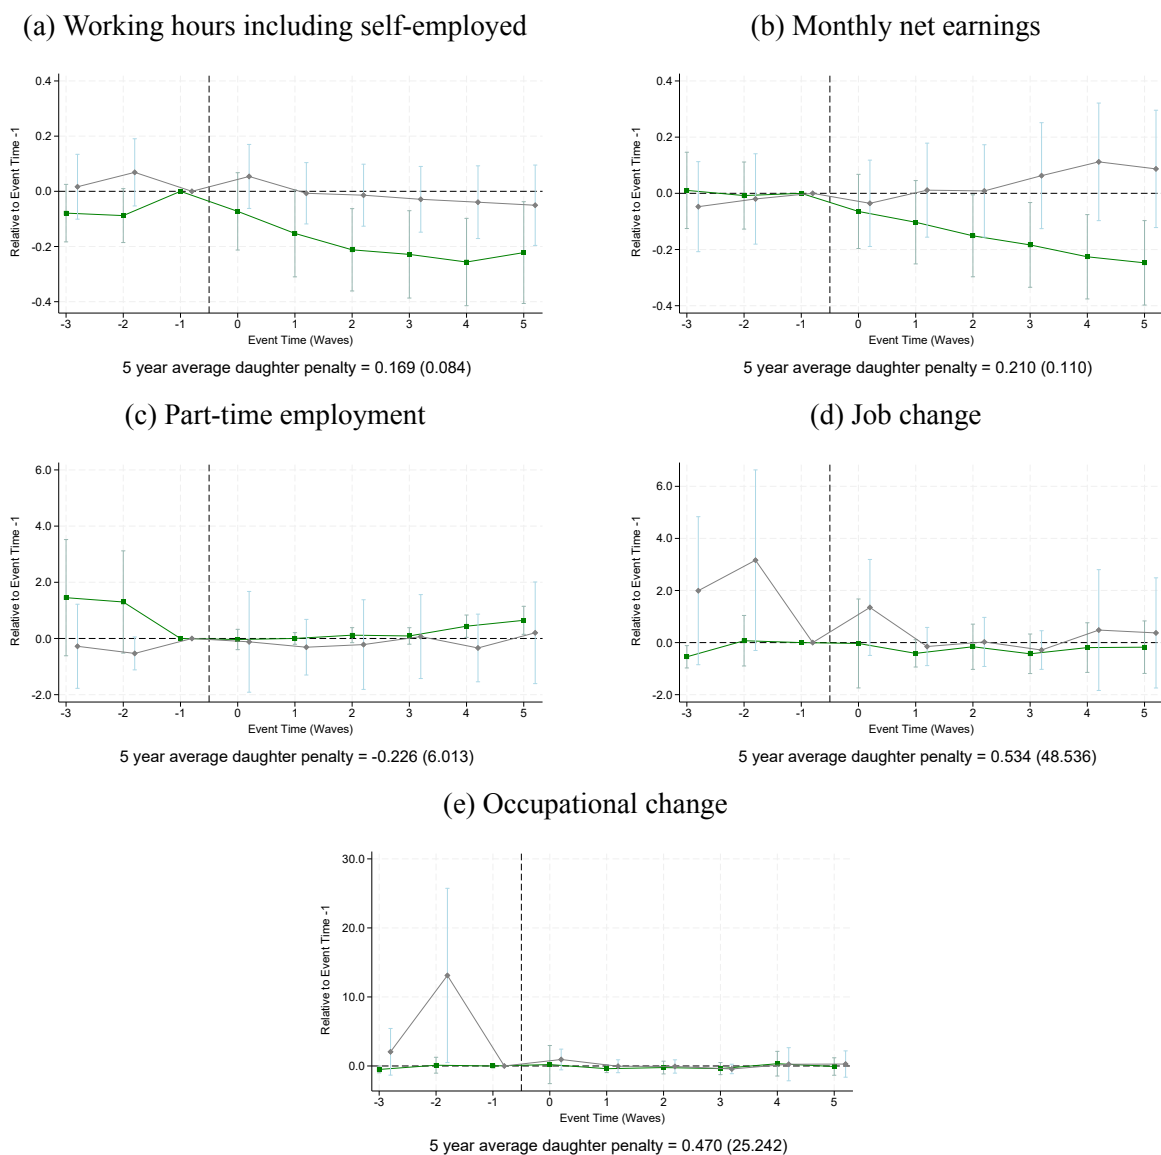 (a) Working hours including self-employed
0.4
0.2
0.0
-0.2
-0.4
Relative to Event Time -1
-3 -2 -1 0 1 2 3 4 5
Event Time (Waves)
5 year average daughter penalty = 0.169 (0.084)
(b) Monthly net earnings
0.4
0.2
0.0
-0.2
-0.4
Relative to Event Time -1
-3 -2 -1 0 1 2 3 4 5
Event Time (Waves)
5 year average daughter penalty = 0.210 (0.110)
(c) Part-time employment
6.0
4.0
2.0
0.0
-2.0
Relative to Event Time -1
-3 -2 -1 0 1 2 3 4 5
Event Time (Waves)
5 year average daughter penalty = -0.226 (6.013)
(d) Job change
6.0
4.0
2.0
0.0
-2.0
Relative to Event Time -1
-3 -2 -1 0 1 2 3 4 5
Event Time (Waves)
5 year average daughter penalty = 0.534 (48.536)
(e) Occupational change
30.0
20.0
10.0
0.0
Relative to Event Time -1
-3 -2 -1 0 1 2 3 4 5
Event Time (Waves)
5 year average daughter penalty = 0.470 (25.242)